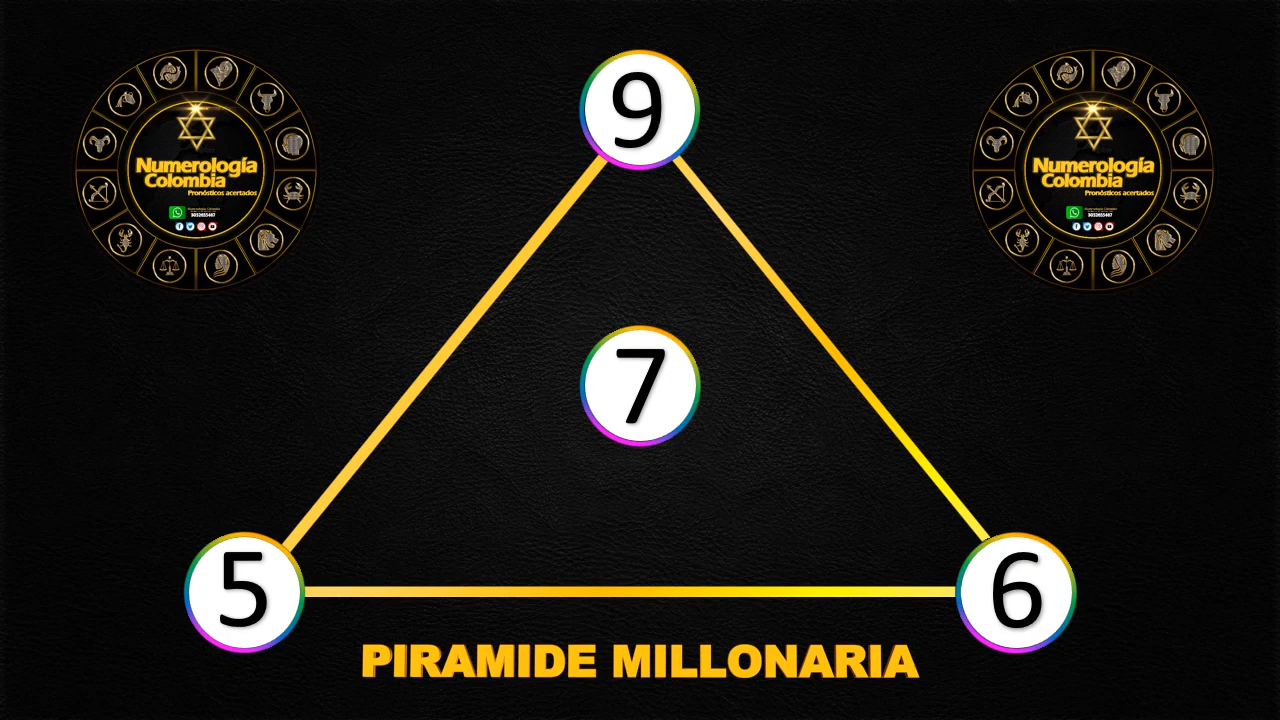 9
Numerología
Colombia
Pronósticos acertados
Numerología
Colombia
Pronósticos acertados
7
5
6
PIRAMIDE MILLONARIA